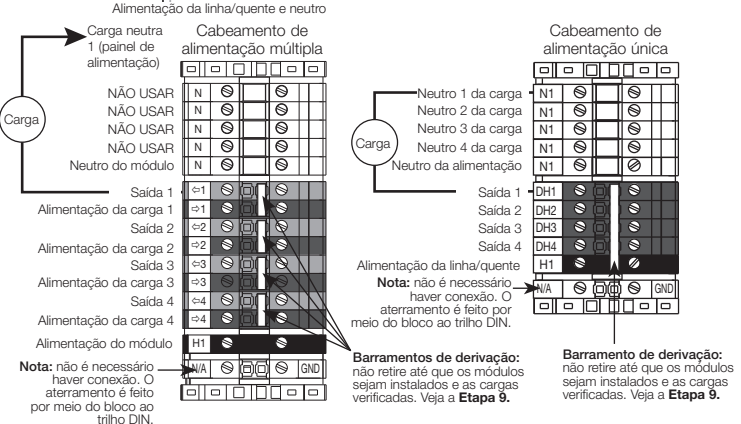 Alimentação da linha/quente e neutro
Carga neutra
1 (painel de
alimentação)
Carga
Cabeamento de
alimentação múltipla
NÃO USAR N
NÃO USAR N
NÃO USAR N
NÃO USAR N
Neutro do módulo N
Saída 1 ⇦1
Alimentação da carga 1 ⇨1
Saída 2 ⇦2
Alimentação da carga 2 ⇨2
Saída 3 ⇦3
Alimentação da carga 3 ⇨3
Saída 4 ⇦4
Alimentação da carga 4 ⇨4
Alimentação do módulo H1
N/A GND
Nota: não é necessário
haver conexão. O
aterramento é feito
por meio do bloco ao
trilho DIN.
Barramentos de derivação:
não retire até que os módulos
sejam instalados e as cargas
verificadas. Veja a Etapa 9.
Cabeamento de
alimentação única
Carga
Neutro 1 da carga N1
Neutro 2 da carga N1
Neutro 3 da carga N1
Neutro 4 da carga N1
Neutro da alimentação N1
Saída 1 DH1
Saída 2 DH2
Saída 3 DH3
Saída 4 DH4
Alimentação da linha/quente H1
N/A GND
Nota: não é necessário
haver conexão. O
aterramento é feito por
meio do bloco ao trilho DIN.
Barramento de derivação:
não retire até que os módulos
sejam instalados e as cargas
verificadas. Veja a Etapa 9.